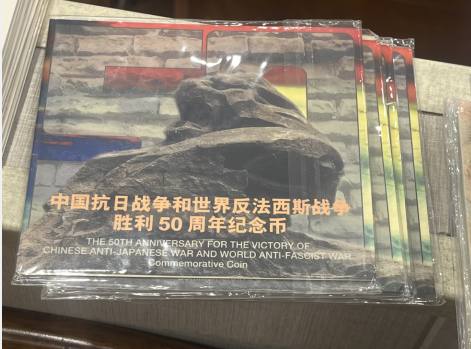 中国抗日战争和世界反法西斯战争
胜利50周年纪念币
THE 50TH ANNIVERSARY FOR THE VICTORY OF
CHINESE ANTI-JAPANESE WAR AND WORLD ANTI-FASCIST WAR
Commemorative Coin